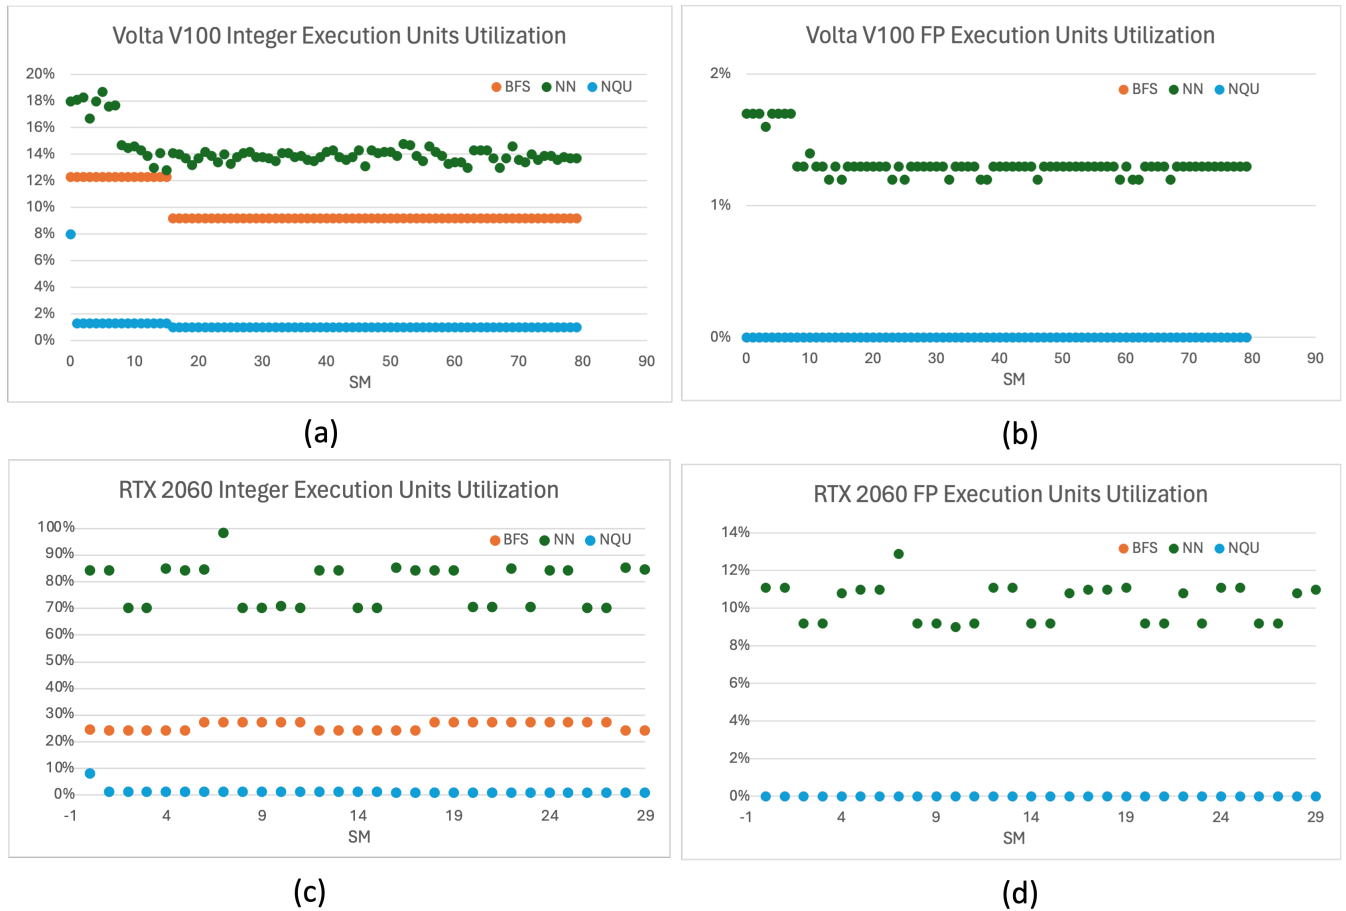 Volta V100 Integer Execution Units Utilization
20%
BFS NN NQU
18%
16%
14%
12%
10%
8%
6%
4%
2%
0%
0 10 20 30 40 50 60 70 80 90
SM
(a)
Volta V100 FP Execution Units Utilization
2%
BFS NN NQU
1%
0%
0 10 20 30 40 50 60 70 80 90
SM
(b)
RTX 2060 Integer Execution Units Utilization
100%
BFS NN NQU
90%
80%
70%
60%
50%
40%
30%
20%
10%
0%
-1 4 9 14 19 24 29
SM
(c)
RTX 2060 FP Execution Units Utilization
14%
BFS NN NQU
12%
10%
8%
6%
4%
2%
0%
-1 4 9 14 19 24 29
SM
(d)